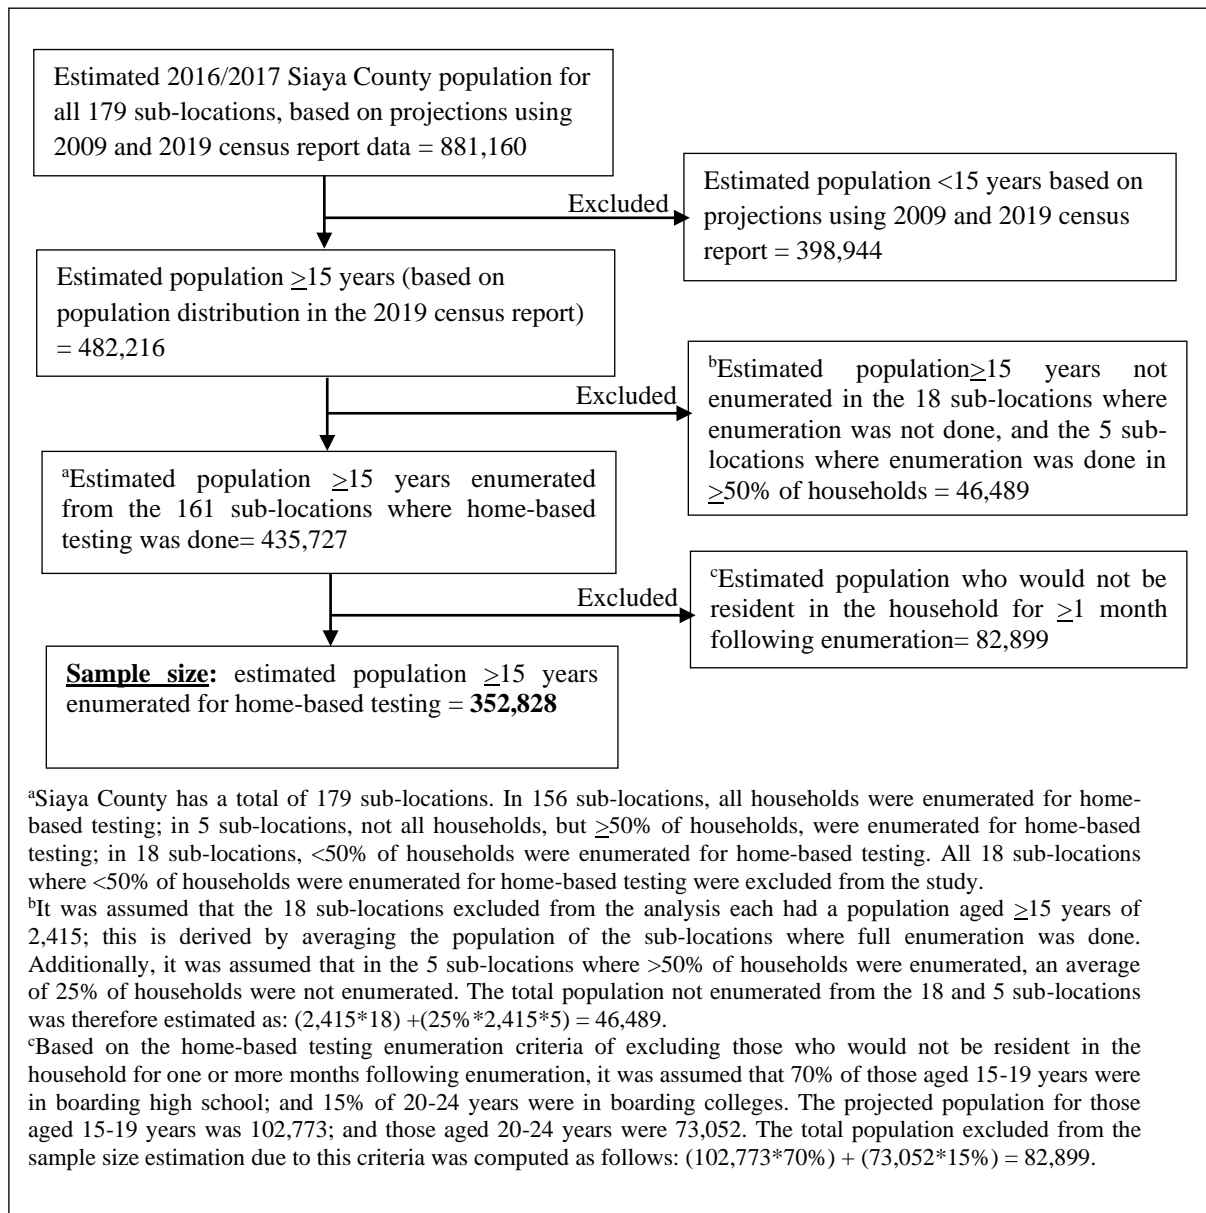 Estimated 2016/2017 Siaya County population for
all 179 sub-locations, based on projections using
2009 and 2019 census report data = 881,160
Excluded
Estimated population <15 years based on
projections using 2009 and 2019 census
report = 398,944
Estimated population ≥15 years (based on
population distribution in the 2019 census report)
= 482,216
Excluded
ᵇEstimated population≥15 years not
enumerated in the 18 sub-locations where
enumeration was not done, and the 5 sub-
locations where enumeration was done in
≥50% of households = 46,489
ᵃEstimated population ≥15 years enumerated
from the 161 sub-locations where home-based
testing was done= 435,727
Excluded
ᶜEstimated population who would not be
resident in the household for ≥1 month
following enumeration= 82,899
Sample size: estimated population ≥15 years
enumerated for home-based testing = 352,828
ᵃSiaya County has a total of 179 sub-locations. In 156 sub-locations, all households were enumerated for home-
based testing; in 5 sub-locations, not all households, but ≥50% of households, were enumerated for home-based
testing; in 18 sub-locations, <50% of households were enumerated for home-based testing. All 18 sub-locations
where <50% of households were enumerated for home-based testing were excluded from the study.
ᵇIt was assumed that the 18 sub-locations excluded from the analysis each had a population aged ≥15 years of
2,415; this is derived by averaging the population of the sub-locations where full enumeration was done.
Additionally, it was assumed that in the 5 sub-locations where >50% of households were enumerated, an average
of 25% of households were not enumerated. The total population not enumerated from the 18 and 5 sub-locations
was therefore estimated as: (2,415*18) +(25%*2,415*5) = 46,489.
ᶜBased on the home-based testing enumeration criteria of excluding those who would not be resident in the
household for one or more months following enumeration, it was assumed that 70% of those aged 15-19 years were
in boarding high school; and 15% of 20-24 years were in boarding colleges. The projected population for those
aged 15-19 years was 102,773; and those aged 20-24 years were 73,052. The total population excluded from the
sample size estimation due to this criteria was computed as follows: (102,773*70%) + (73,052*15%) = 82,899.